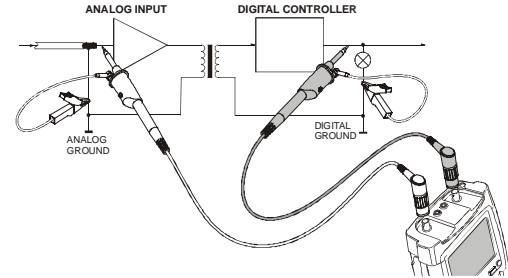 ANALOG INPUT
DIGITAL CONTROLLER
ANALOG
GROUND
DIGITAL
GROUND